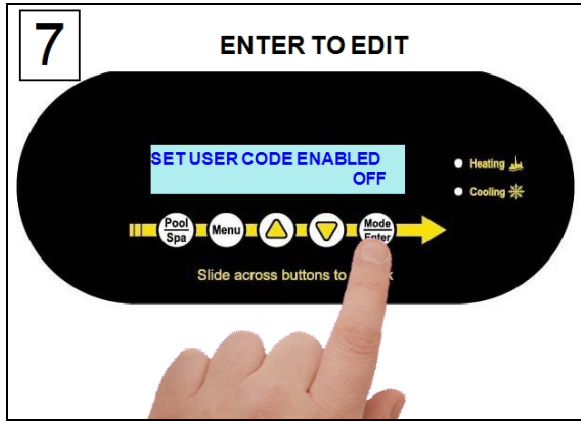 7
ENTER TO EDIT
SET USER CODE ENABLED
OFF
Heating
Cooling
Pool
Spa
Menu
Mode
Enter
Slide across buttons to